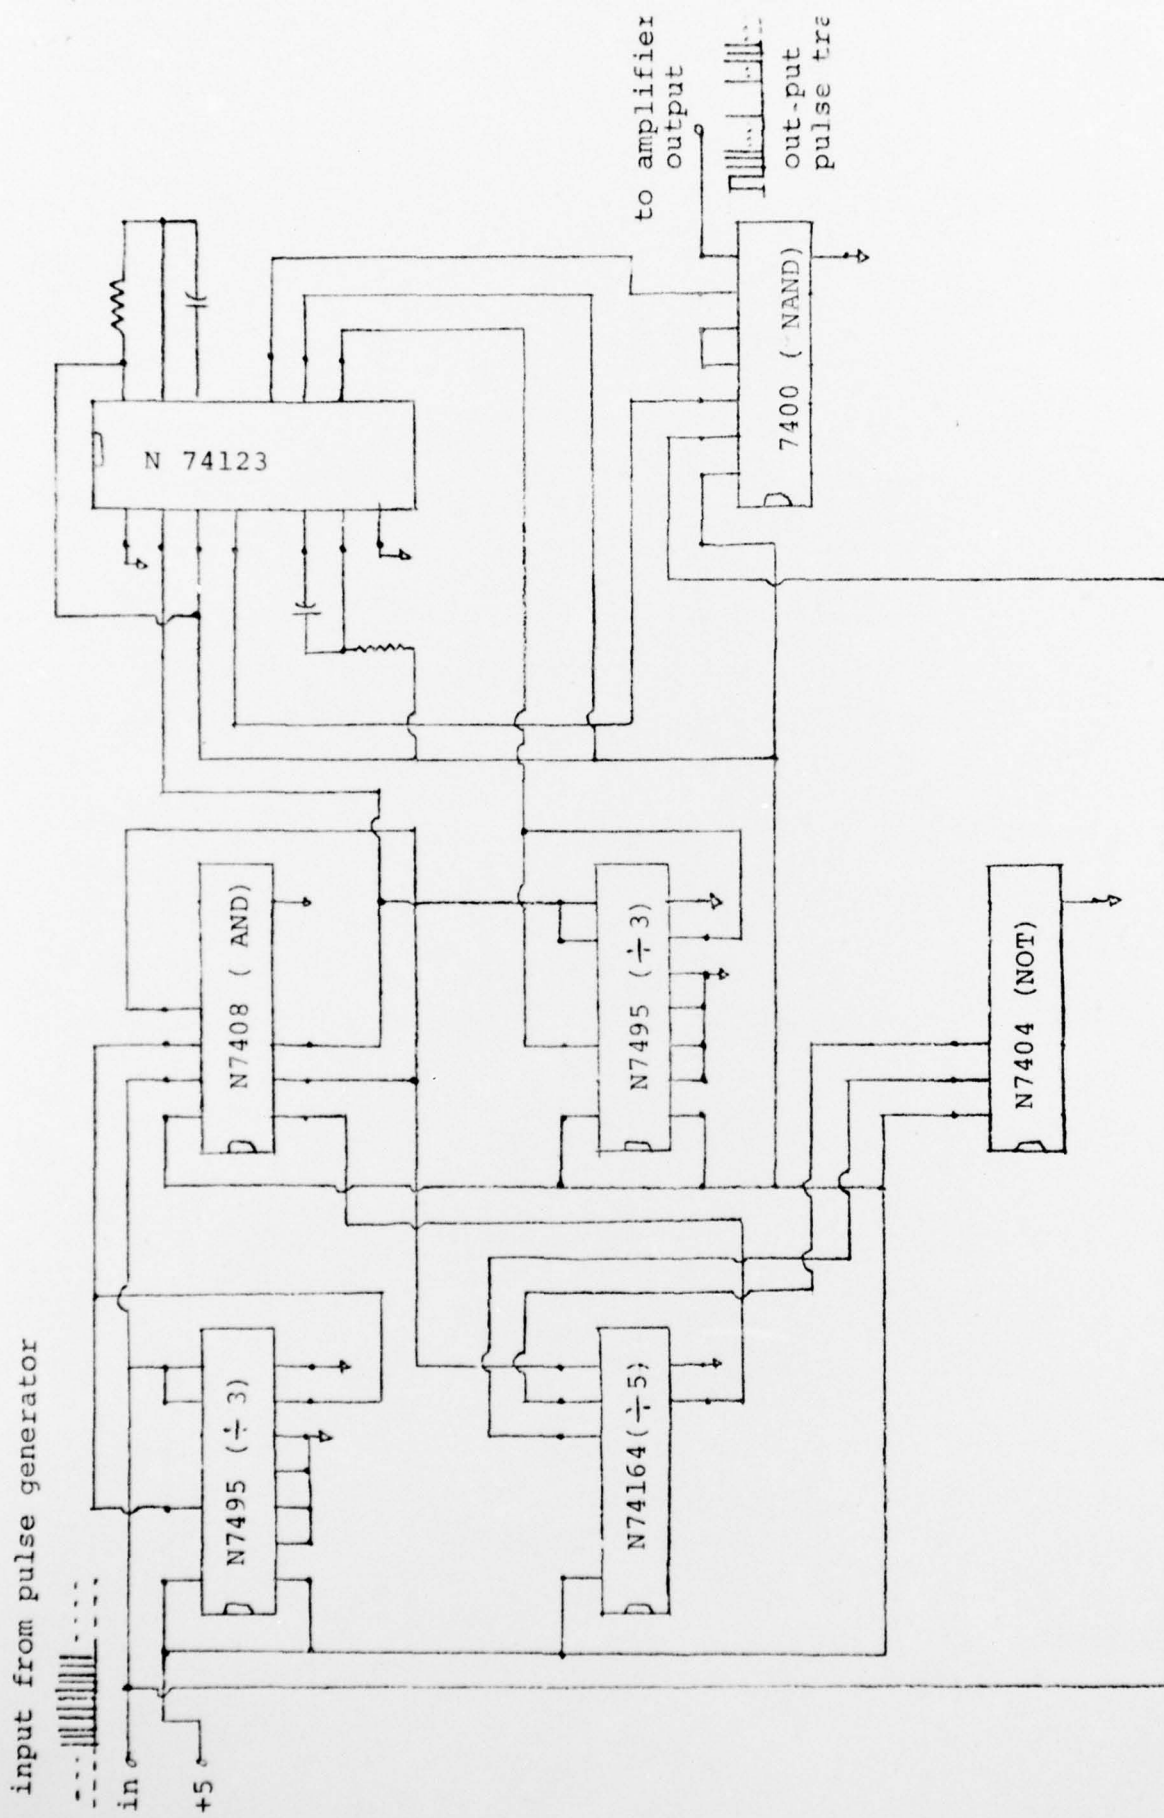 input from pulse generator
in
+5
N7495 (÷ 3)
N7408 ( AND)
N 74123
to amplifier
output
out-put
pulse tra
7400 ( NAND)
N74164(÷5)
N7495 (÷3)
N7404 (NOT)